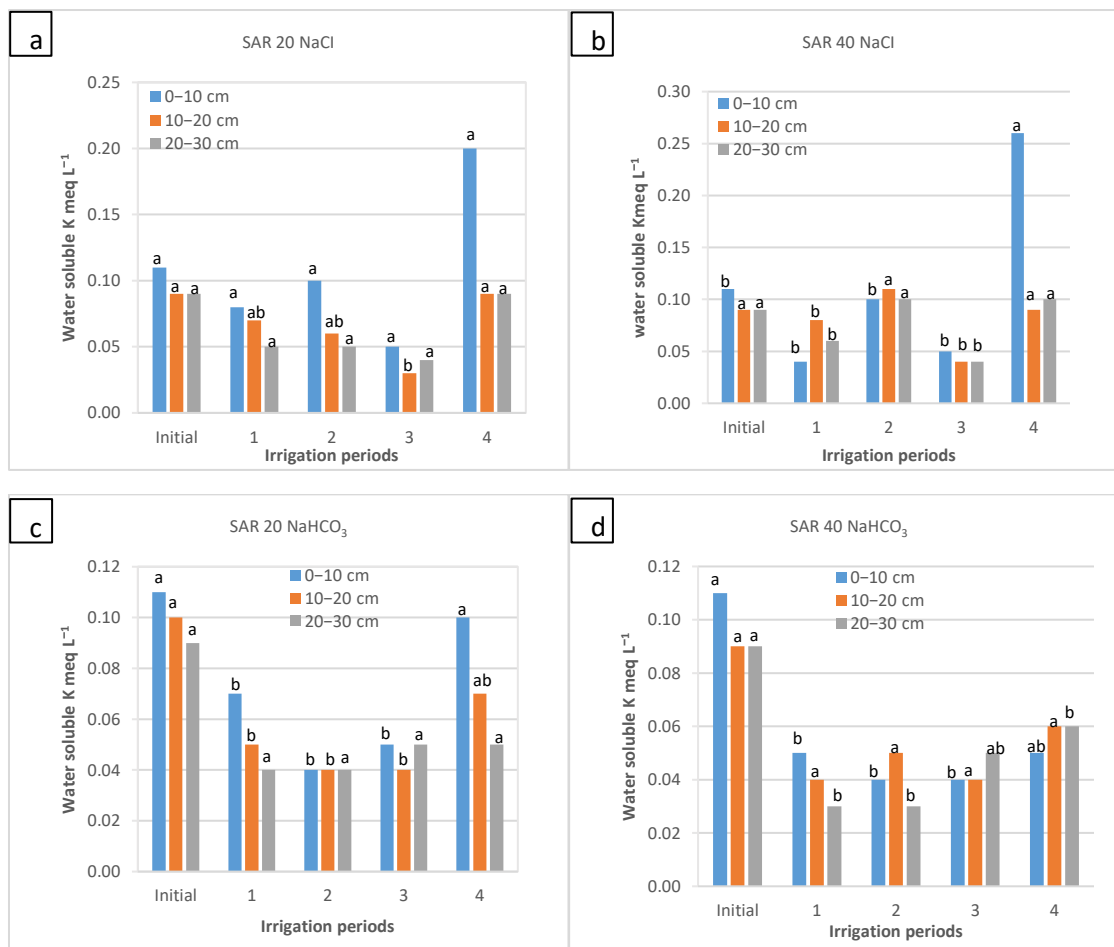 a
SAR 20 NaCl
Water soluble K meq L⁻¹
0.25
0.20
0.15
0.10
0.05
0.00
0−10 cm
10−20 cm
20−30 cm
a a a
a ab a
a ab a
a b a
a a a
Initial 1 2 3 4
Irrigation periods
b
SAR 40 NaCl
water soluble Kmeq L⁻¹
0.30
0.25
0.20
0.15
0.10
0.05
0.00
0−10 cm
10−20 cm
20−30 cm
b a a
b a b
b a a
b b b
a a a
Initial 1 2 3 4
Irrigation periods
c
SAR 20 NaHCO₃
Water soluble K meq L⁻¹
0.12
0.10
0.08
0.06
0.04
0.02
0.00
0−10 cm
10−20 cm
20−30 cm
a a a
b b a
b b a
b b a
a ab a
Initial 1 2 3 4
Irrigation periods
d
SAR 40 NaHCO₃
Water soluble K meq L⁻¹
0.12
0.10
0.08
0.06
0.04
0.02
0.00
0−10 cm
10−20 cm
20−30 cm
a a a
b a b
b a b
b a ab
ab a b
Initial 1 2 3 4
Irrigation periods